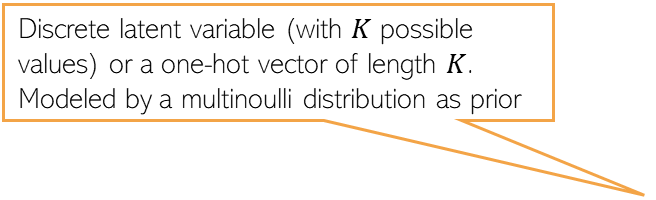 Discrete latent variable (with K possible
values) or a one-hot vector of length K.
Modeled by a multinoulli distribution as prior